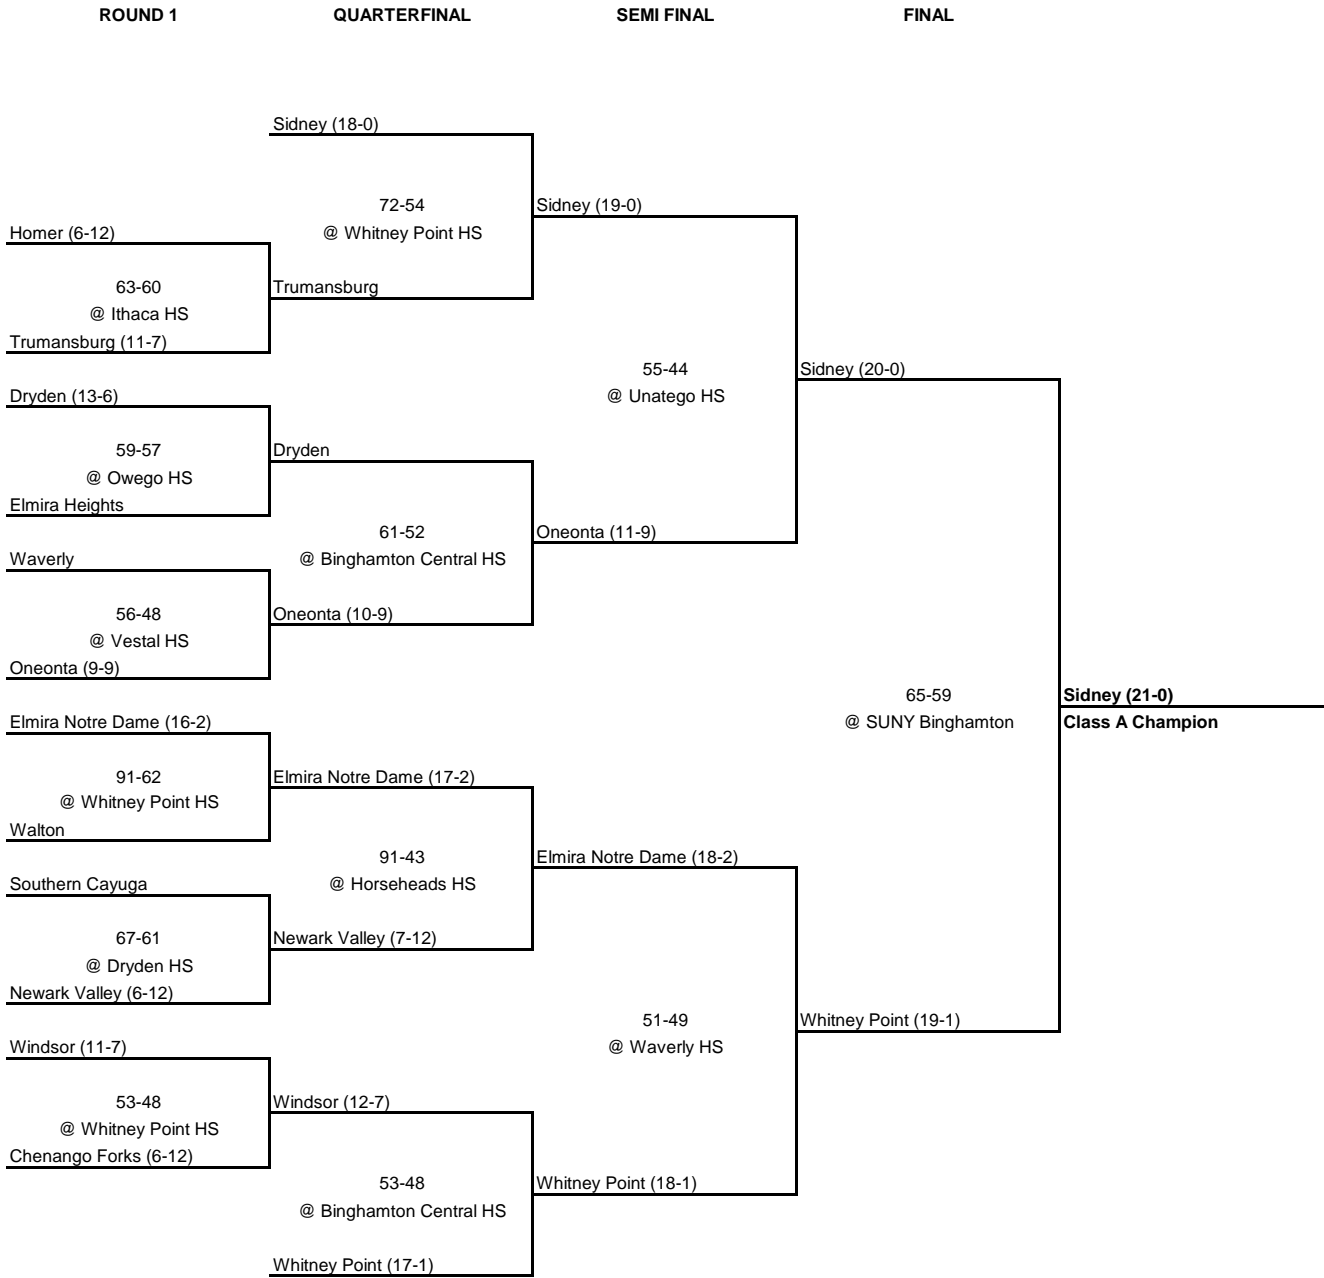 ROUND 1 QUARTERFINAL SEMI FINAL FINAL
Sidney (18-0)
72-54 Sidney (19-0)
Homer (6-12) @ Whitney Point HS
63-60 Trumansburg
@ Ithaca HS
Trumansburg (11-7)
55-44 Sidney (20-0)
Dryden (13-6) @ Unatego HS
59-57 Dryden
@ Owego HS
Elmira Heights
61-52 Oneonta (11-9)
Waverly @ Binghamton Central HS
56-48 Oneonta (10-9)
@ Vestal HS
Oneonta (9-9)
65-59 Sidney (21-0)
Elmira Notre Dame (16-2) @ SUNY Binghamton Class A Champion
91-62 Elmira Notre Dame (17-2)
@ Whitney Point HS
Walton
91-43 Elmira Notre Dame (18-2)
Southern Cayuga @ Horseheads HS
67-61 Newark Valley (7-12)
@ Dryden HS
Newark Valley (6-12)
51-49 Whitney Point (19-1)
Windsor (11-7) @ Waverly HS
53-48 Windsor (12-7)
@ Whitney Point HS
Chenango Forks (6-12)
53-48 Whitney Point (18-1)
@ Binghamton Central HS
Whitney Point (17-1)